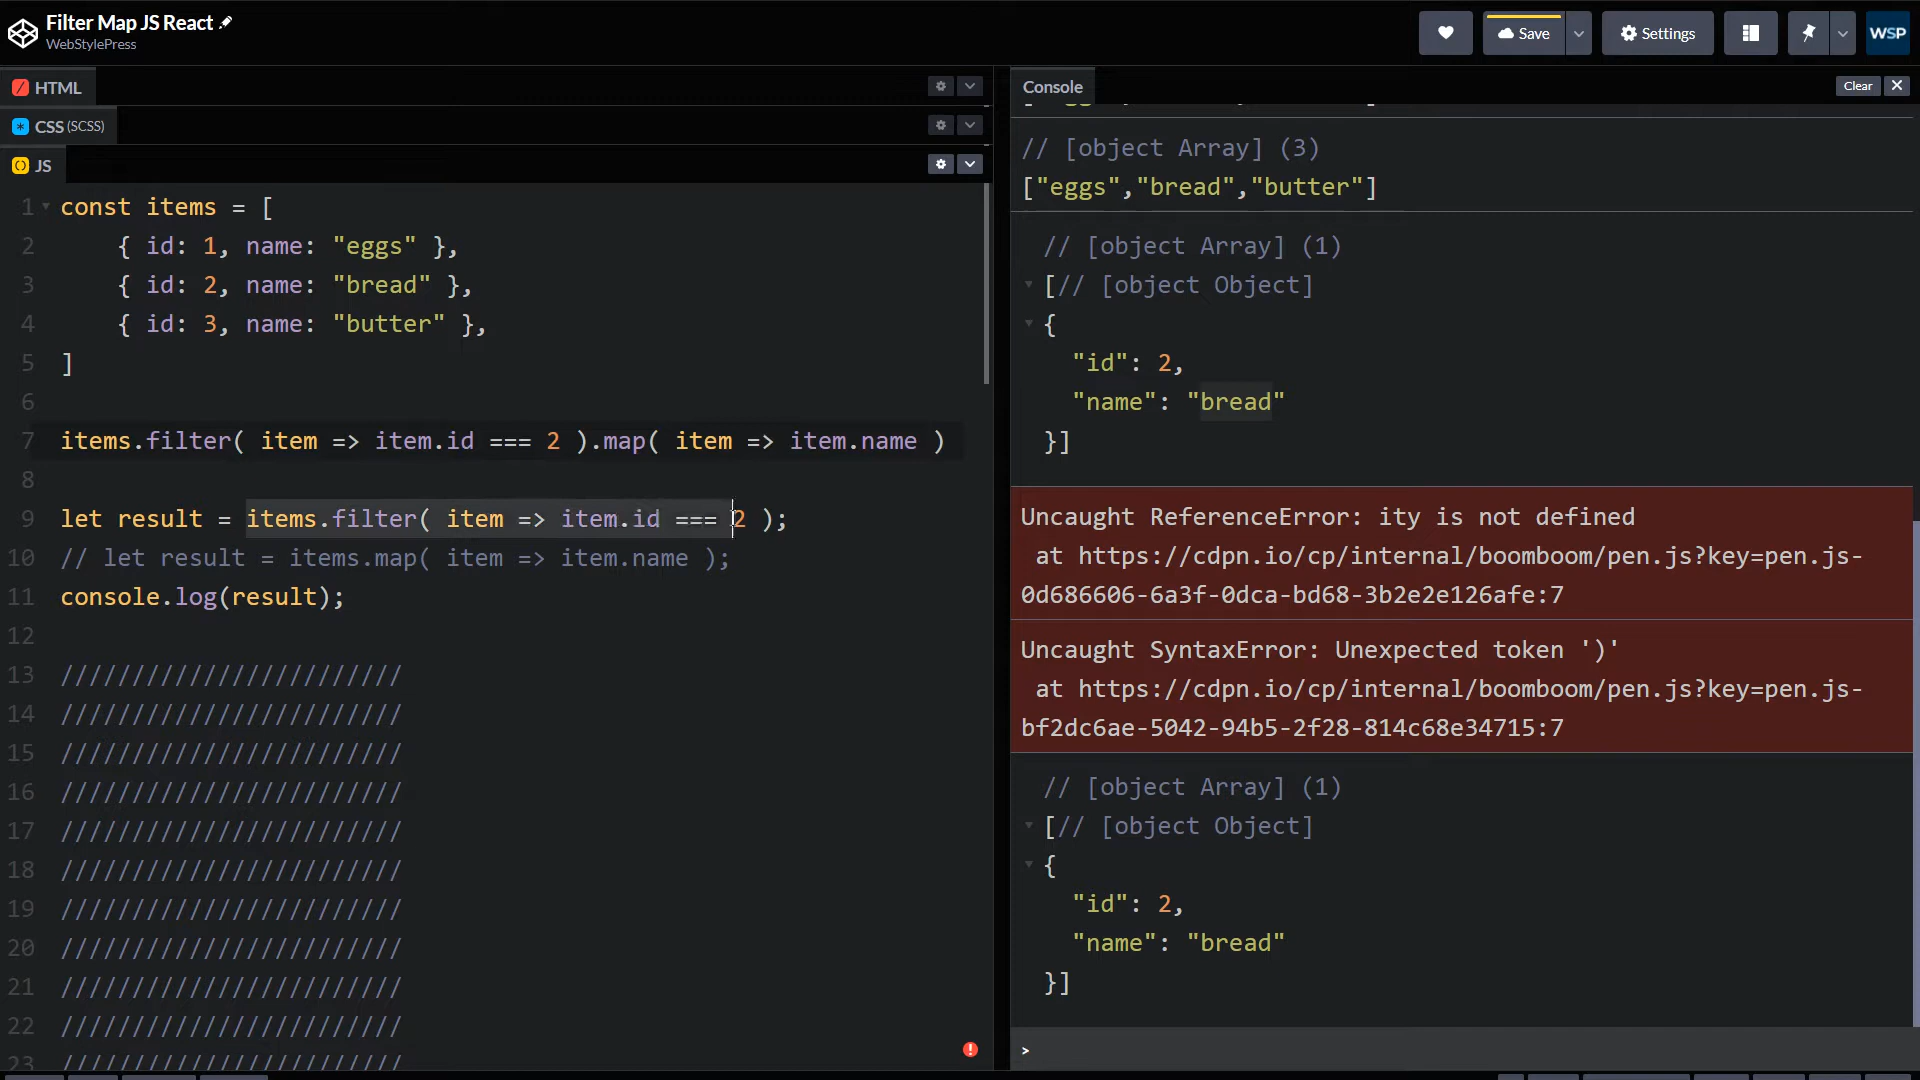 Filter Map JS React
WebStylePress
Save
Settings
WSP
HTML
CSS (SCSS)
JS
1 const items = [
2 { id: 1, name: "eggs" },
3 { id: 2, name: "bread" },
4 { id: 3, name: "butter" },
5 ]
6
7 items.filter( item => item.id === 2 ).map( item => item.name )
8
9 let result = items.filter( item => item.id === 2 );
10 // let result = items.map( item => item.name );
11 console.log(result);
12
13 ////////////////////////
14 ////////////////////////
15 ////////////////////////
16 ////////////////////////
17 ////////////////////////
18 ////////////////////////
19 ////////////////////////
20 ////////////////////////
21 ////////////////////////
22 ////////////////////////
23 ////////////////////////
Console
Clear
// [object Array] (3)
["eggs","bread","butter"]
// [object Array] (1)
[// [object Object]
{
"id": 2,
"name": "bread"
}]
Uncaught ReferenceError: ity is not defined
at https://cdpn.io/cp/internal/boomboom/pen.js?key=pen.js-
0d686606-6a3f-0dca-bd68-3b2e2e126afe:7
Uncaught SyntaxError: Unexpected token ')'
at https://cdpn.io/cp/internal/boomboom/pen.js?key=pen.js-
bf2dc6ae-5042-94b5-2f28-814c68e34715:7
// [object Array] (1)
[// [object Object]
{
"id": 2,
"name": "bread"
}]
>